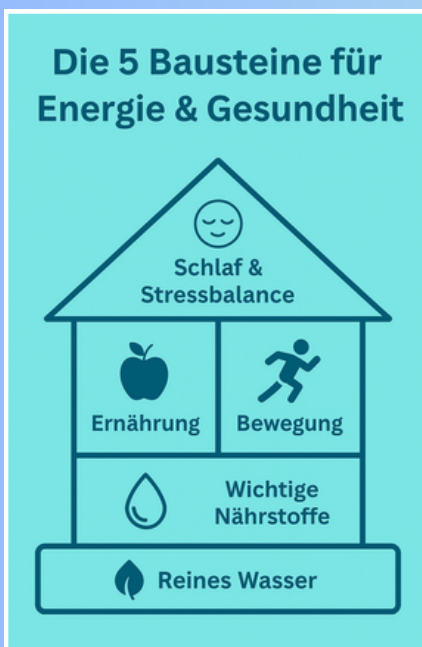 Die 5 Bausteine für
Energie & Gesundheit
Schlaf &
Stressbalance
Ernährung
Bewegung
Wichtige
Nährstoffe
Reines Wasser